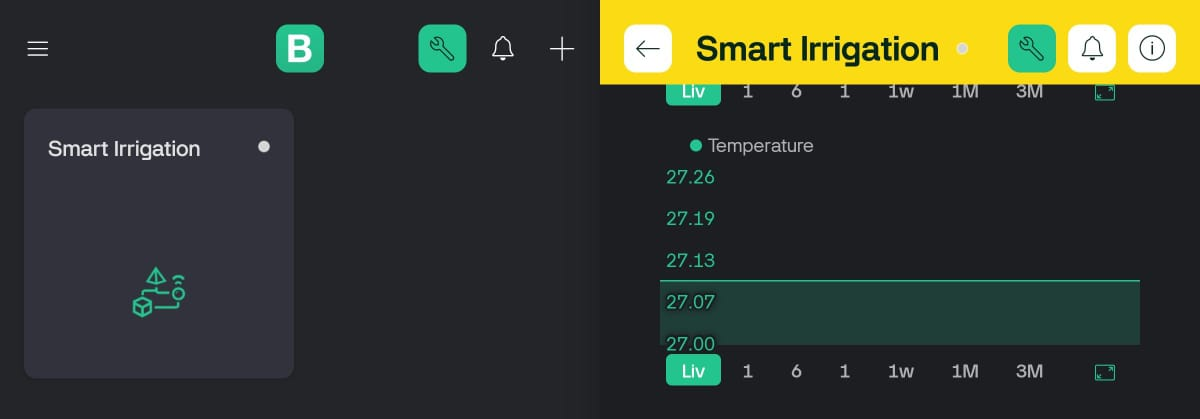 B
Smart Irrigation
Smart Irrigation
Liv 1 6 1 1w 1M 3M
Temperature
27.26
27.19
27.13
27.07
27.00
Liv 1 6 1 1w 1M 3M